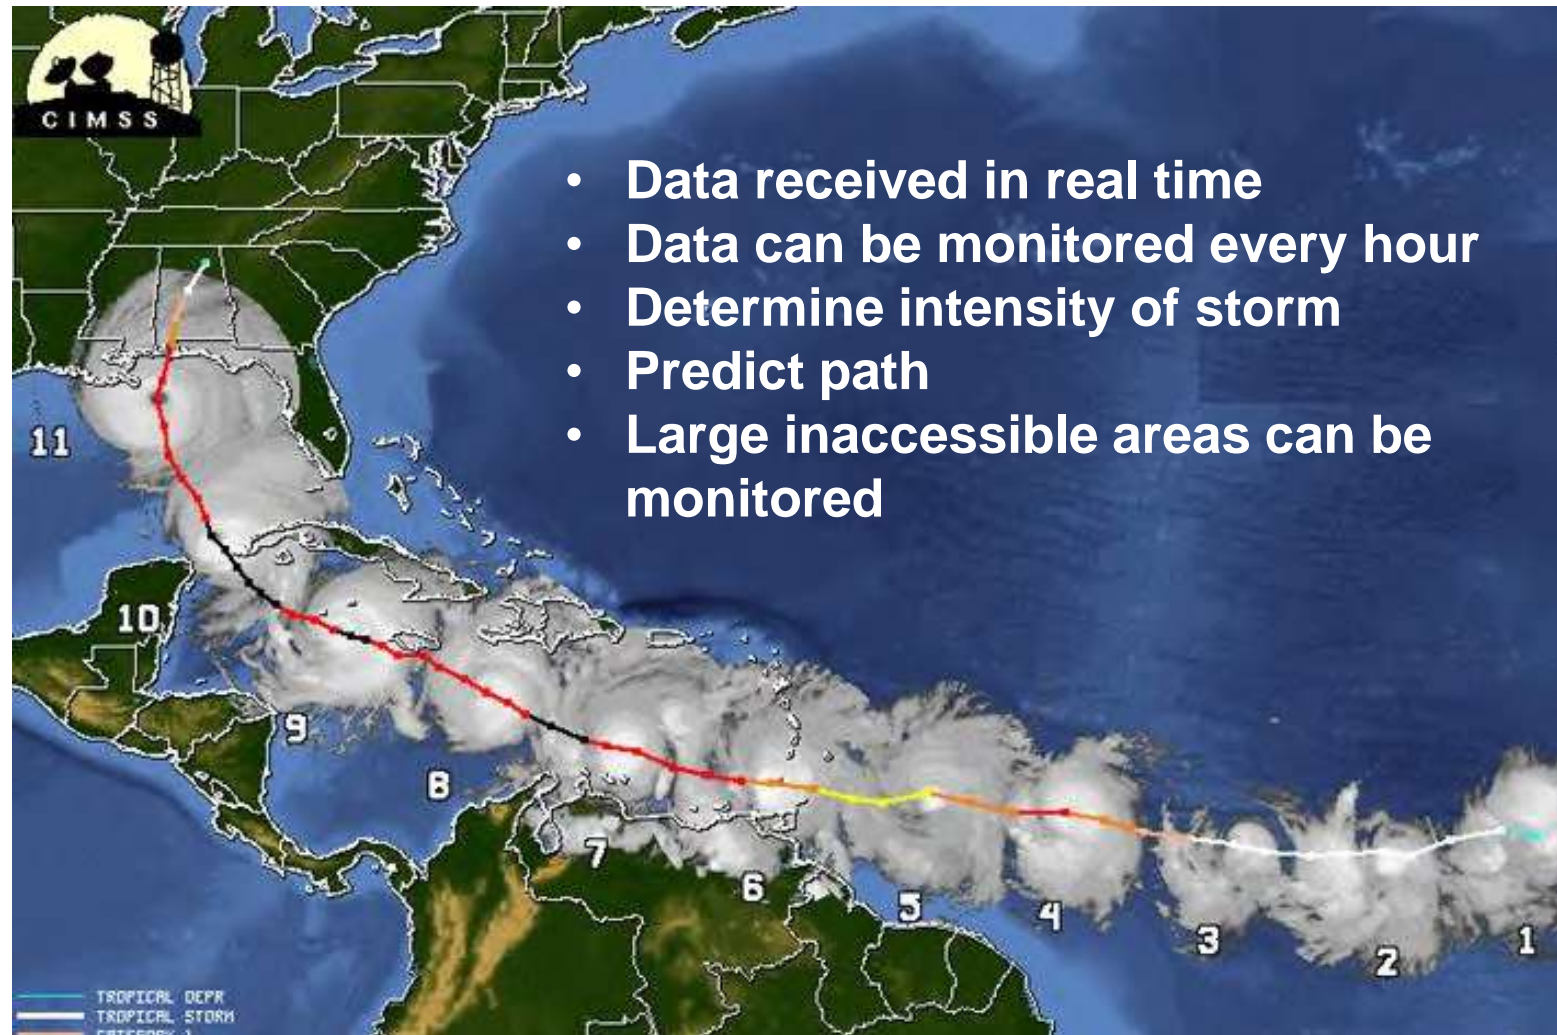 CIMSS
• Data received in real time
• Data can be monitored every hour
• Determine intensity of storm
• Predict path
• Large inaccessible areas can be
monitored
11
10
9
8
7
6
5
4
3
2
1
TROPICAL DEPR
TROPICAL STORM